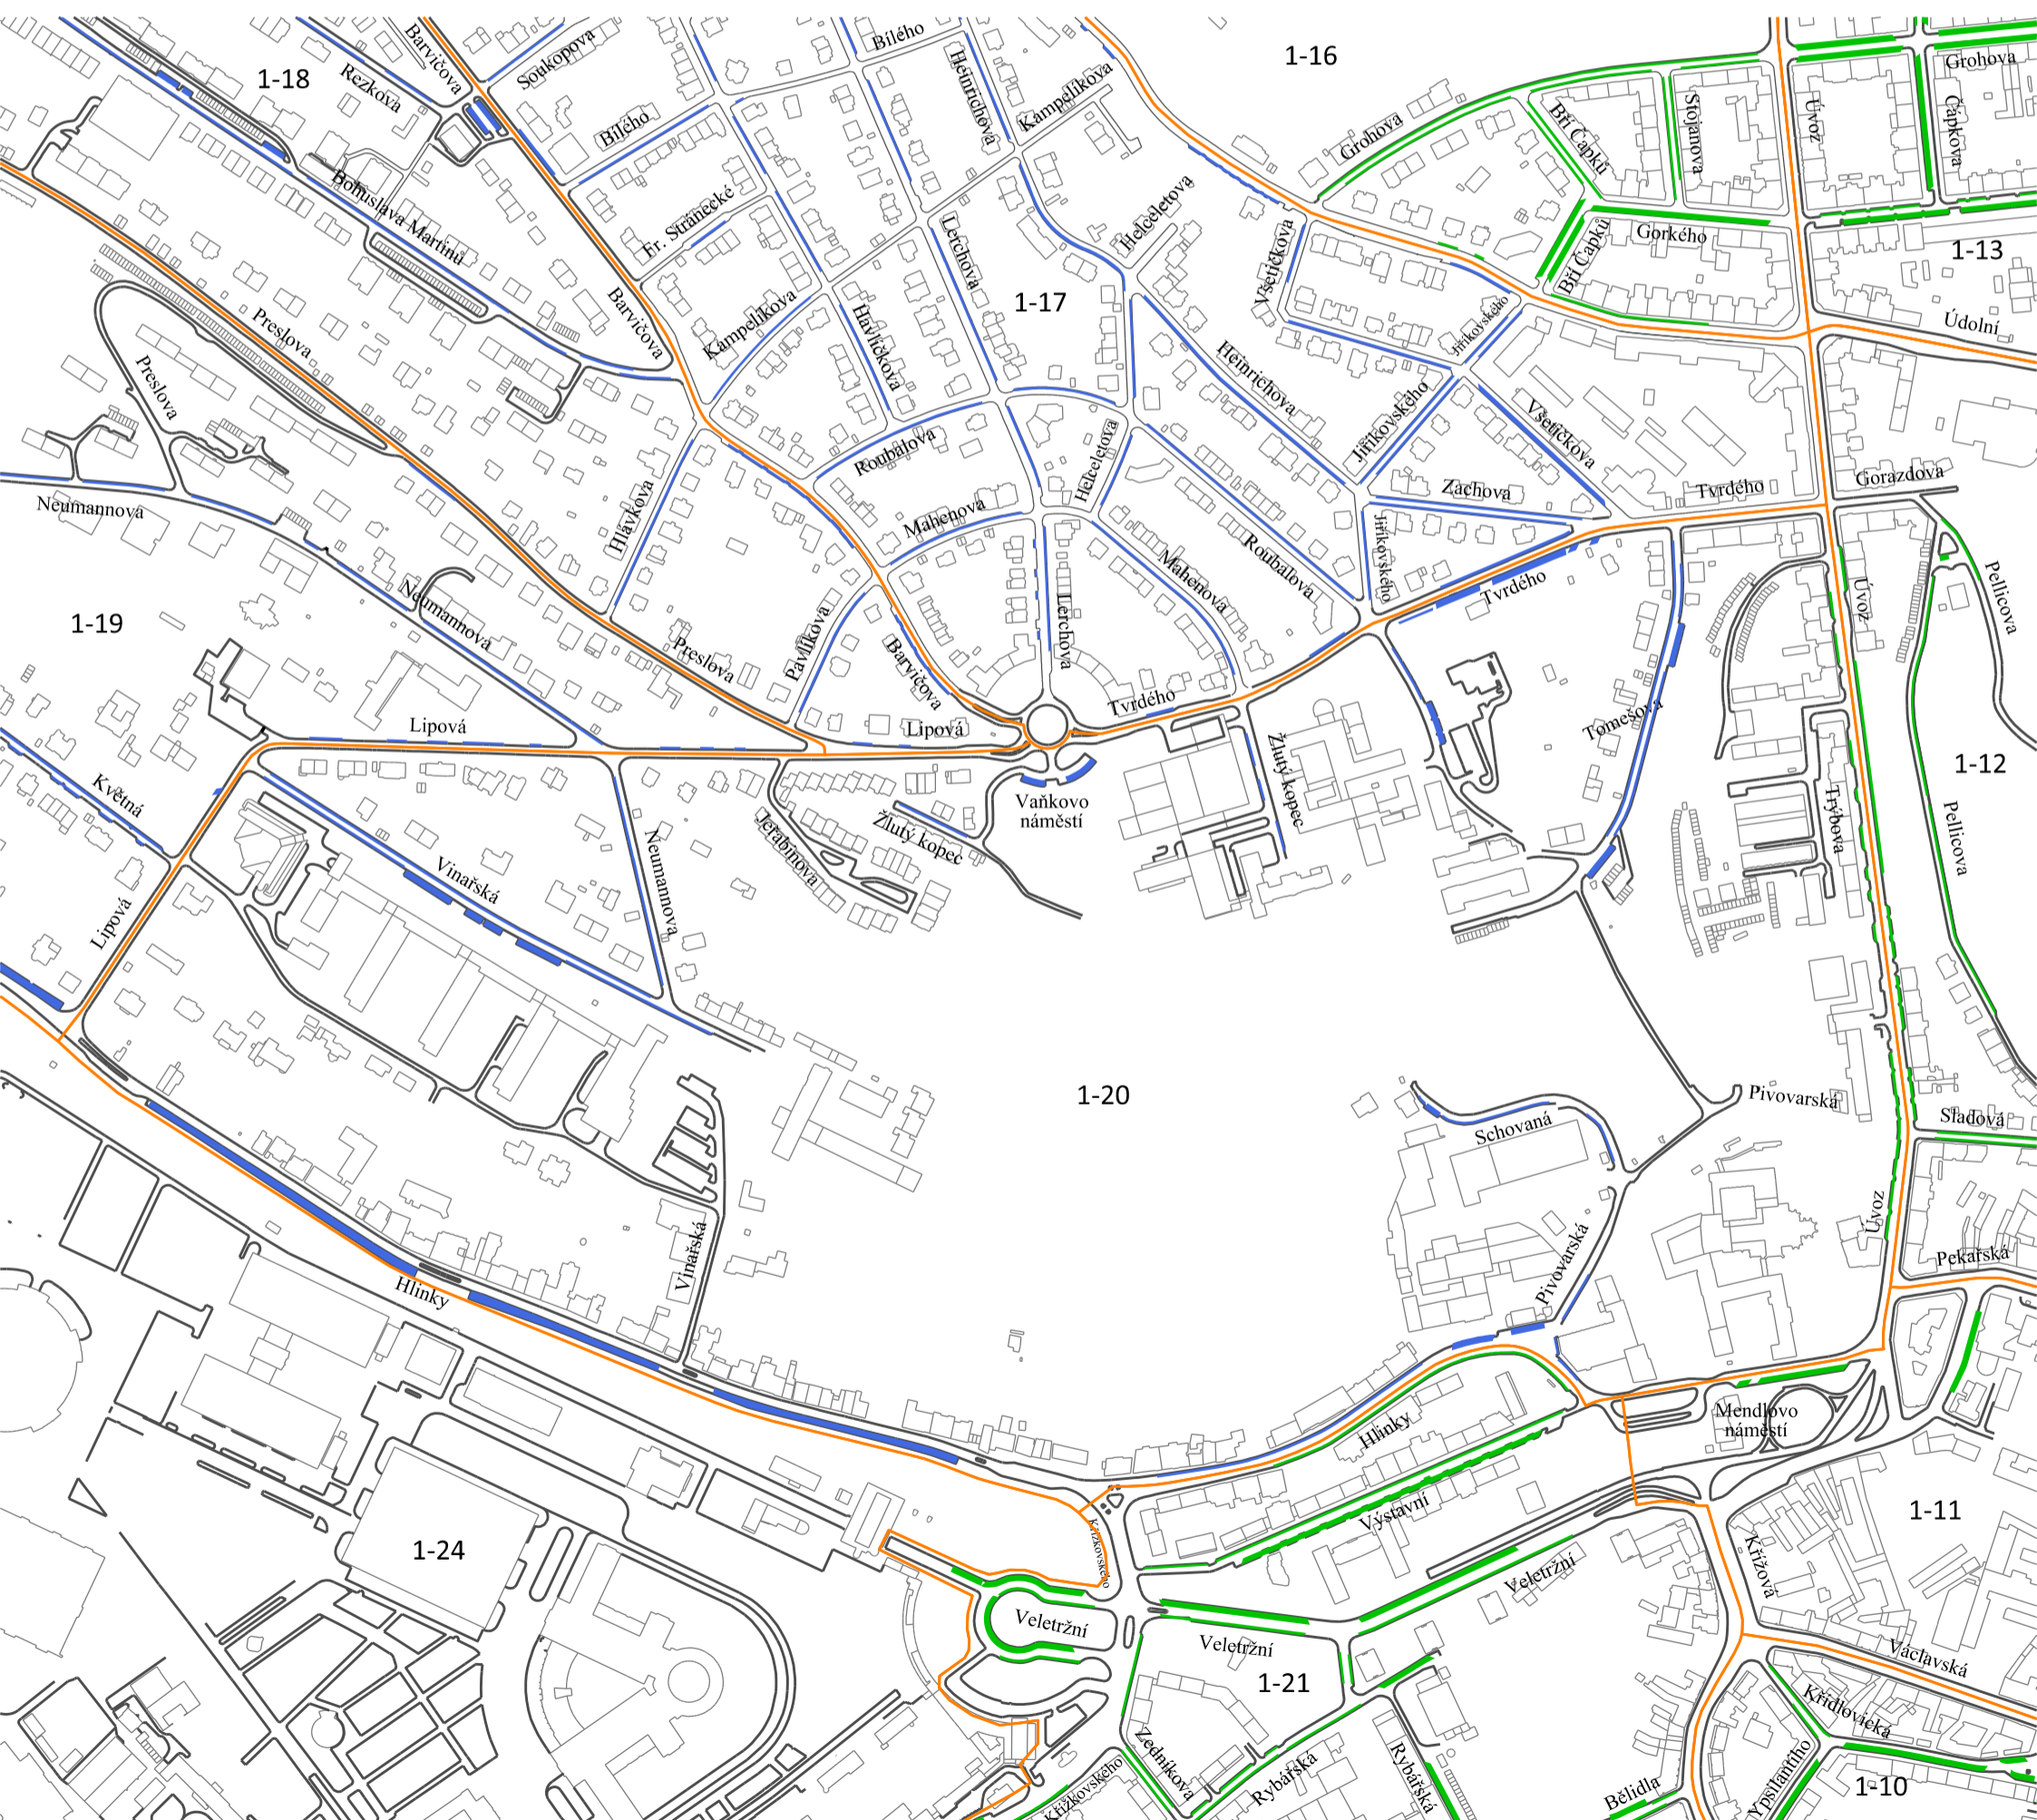 1-16
Barvičova
Soukopova
Bílého
Heinrichova
Kampelíkova
Grohova
1-18
Rezkova
Bílého
Grohova
Bří Čapků
Stojanova
Úvoz
Čápkova
Bohuslava Martinů
Fr. Stránecké
Helceletova
Všetičkova
Bří Čapků
Gorkého
1-13
Lerchova
1-17
Preslova
Barvičova
Kampelíkova
Havlíčkova
Jiříkovského
Údolní
Preslova
Heinrichova
Jiříkovského
Všetičkova
Roubalova
Helceletova
Zachova
Tvrdého
Gorazdova
Neumannova
Hlávkova
Mahenova
Jiříkovského
Roubalova
Mahenova
Tvrdého
Úvoz
Pellicova
1-19
Neumannova
Lerchova
Preslova
Pavlíkova
Barvičova
Tvrdého
Tomešova
Lipová
Lipová
Žlutý kopec
1-12
Květná
Vaňkovo
náměstí
Žlutý kopec
Jeřabinova
Trýbova
Pellicova
Vinařská
Neumannova
Lipová
1-20
Pivovarská
Schovaná
Sladová
Úvoz
Vinařská
Pivovarská
Pekařská
Hlinky
Hlinky
Mendlovo
náměstí
Výstavní
1-11
Křížkovského
1-24
Veletržní
Křížová
Veletržní
Veletržní
1-21
Václavská
Křídlovická
Zedníkova
Rybářská
Rybářská
Křížkovského
Ypsilantiho
Bělidla
1-10